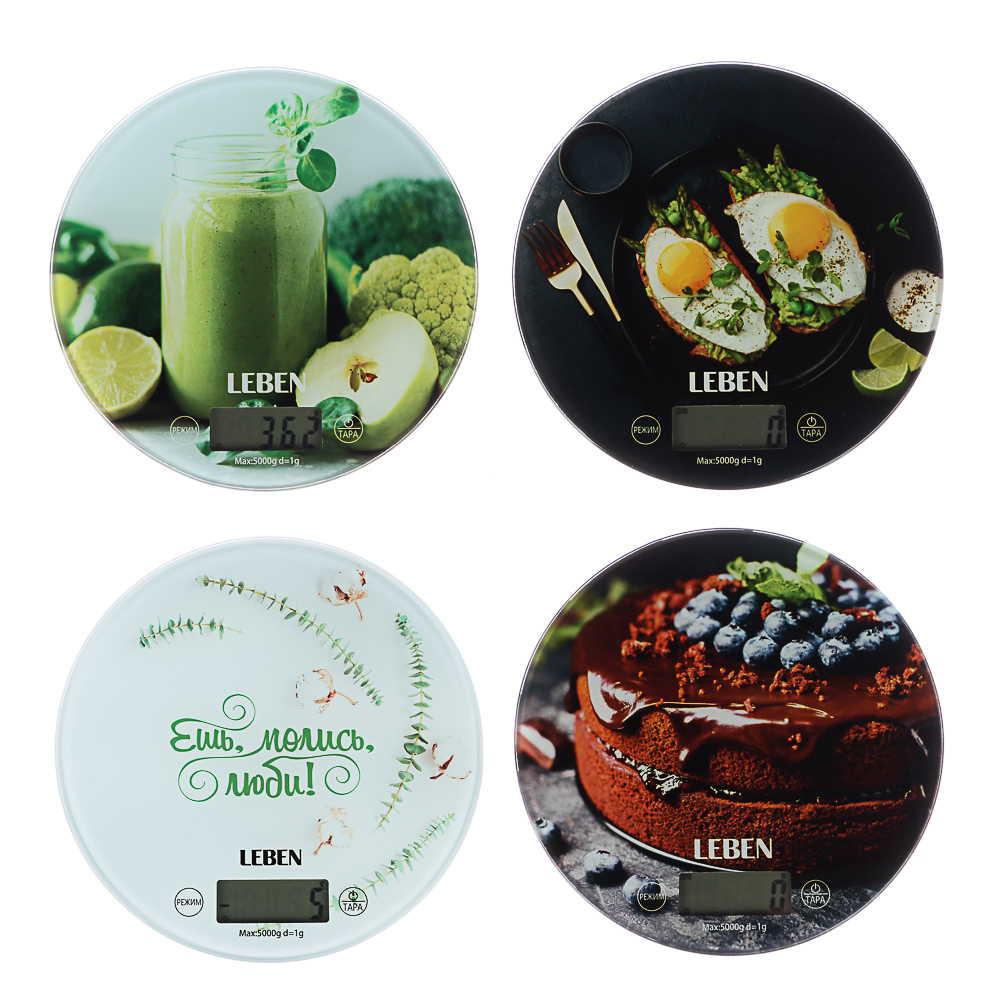 LEBEN
РЕЖИМ
362
ТАРА
Max:5000g d=1g
LEBEN
РЕЖИМ
0
ТАРА
Max:5000g d=1g
Ешь, молись,
люби!
LEBEN
РЕЖИМ
- 5
ТАРА
Max:5000g d=1g
LEBEN
РЕЖИМ
0
ТАРА
Max:5000g d=1g